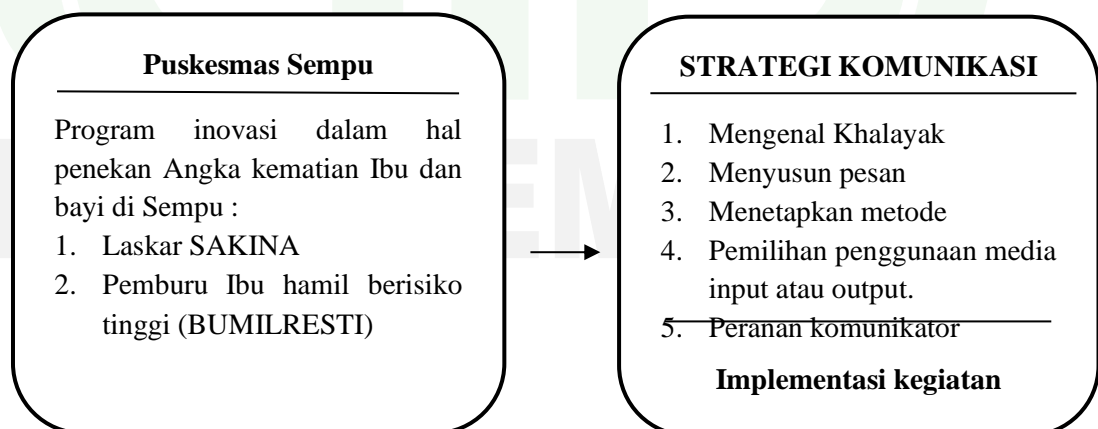 Puskesmas Sempu
Program inovasi dalam hal
penekan Angka kematian Ibu dan
bayi di Sempu :
1. Laskar SAKINA
2. Pemburu Ibu hamil berisiko
tinggi (BUMILRESTI)
STRATEGI KOMUNIKASI
1. Mengenal Khalayak
2. Menyusun pesan
3. Menetapkan metode
4. Pemilihan penggunaan media
input atau output.
5. Peranan komunikator
Implementasi kegiatan